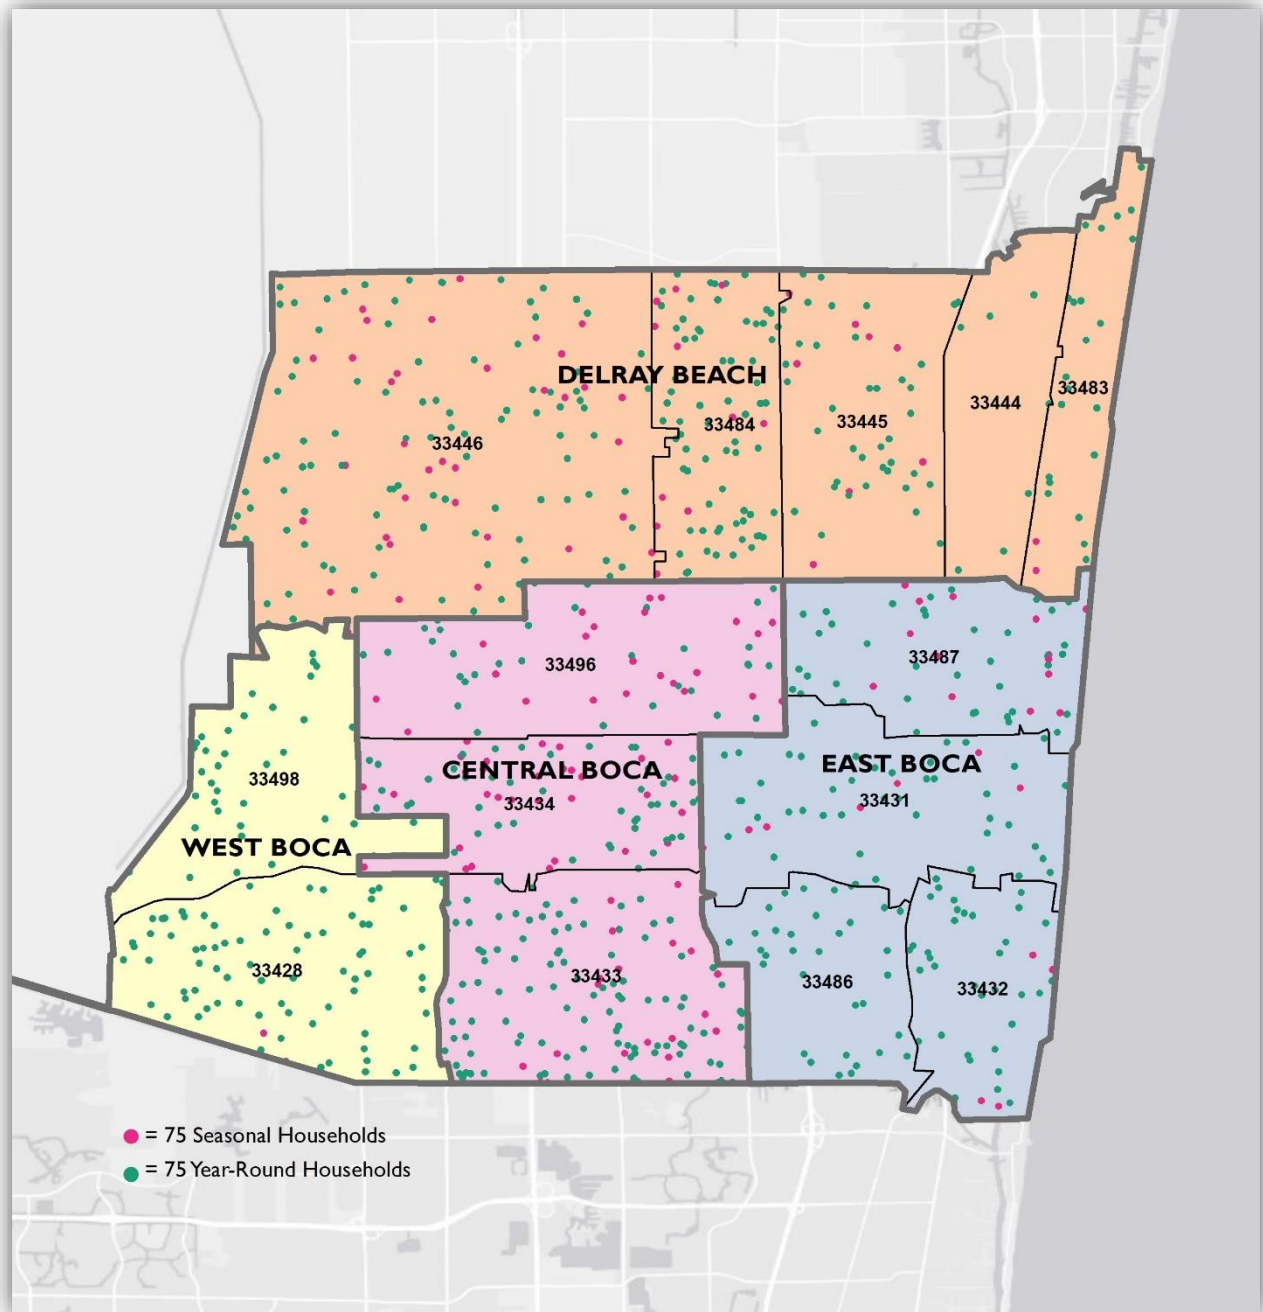 DELRAY BEACH
33483
33444
33445
33484
33446
33487
33496
EAST BOCA
CENTRAL BOCA
33498
33431
33434
WEST BOCA
33428
33433
33486
33432
= 75 Seasonal Households
= 75 Year-Round Households